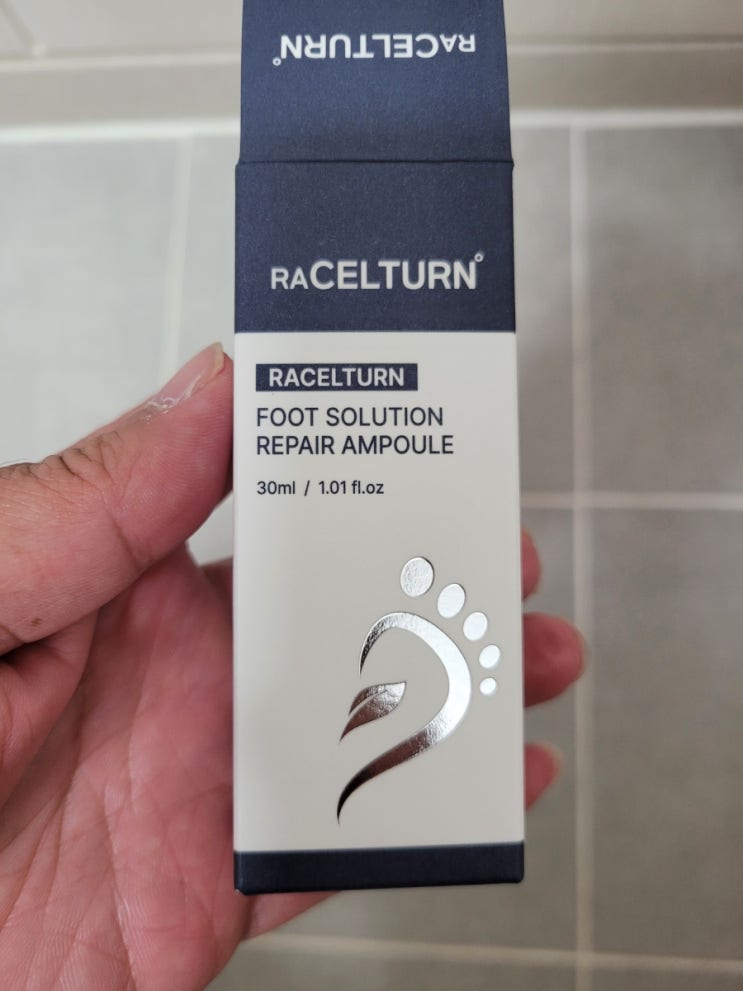 RACELTURN°
RACELTURN°
RACELTURN
FOOT SOLUTION
REPAIR AMPOULE
30ml / 1.01 fl.oz